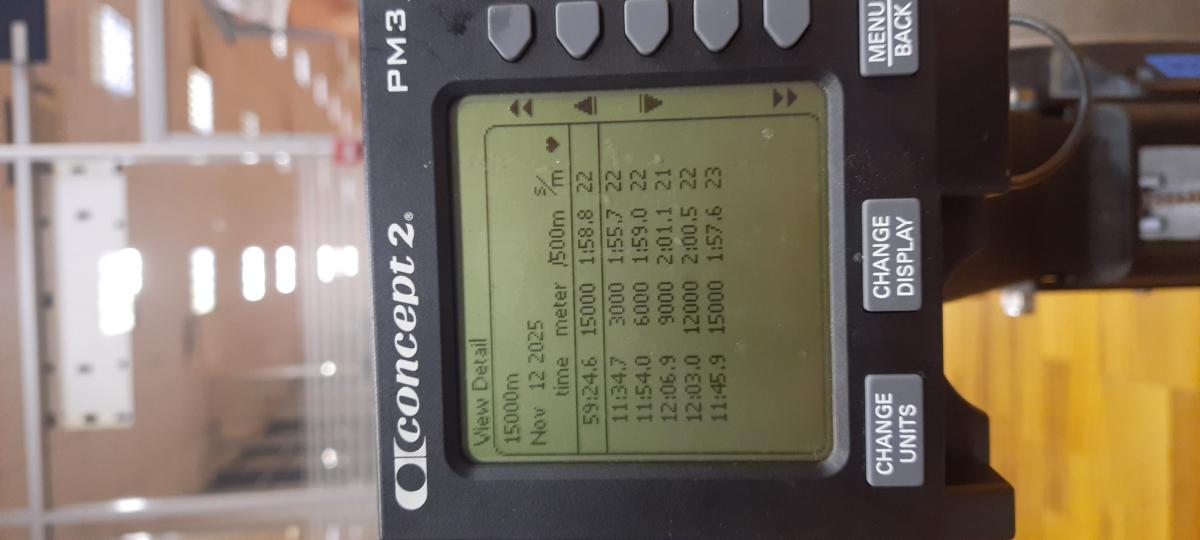 concept 2®
PM3
View Detail
15000m
Nov 12 2025
time meter /500m s/m ♥
59:24.6 15000 1:58.8 22
11:34.7 3000 1:55.7 22
11:54.0 6000 1:59.0 22
12:06.9 9000 2:01.1 21
12:03.0 12000 2:00.5 22
11:45.9 15000 1:57.6 23
CHANGE
UNITS
CHANGE
DISPLAY
MENU
BACK